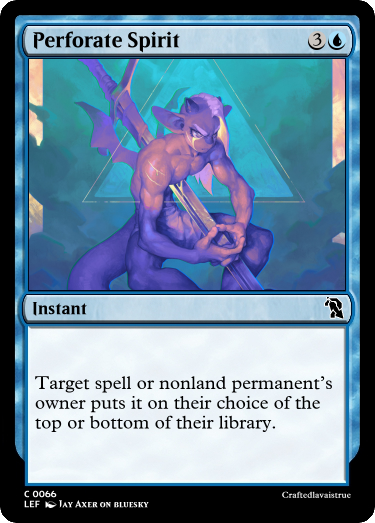 Perforate Spirit 3
Instant
Target spell or nonland permanent's
owner puts it on their choice of the
top or bottom of their library.
C 0066
LEF Jay Axer on bluesky
Craftedlavaistrue